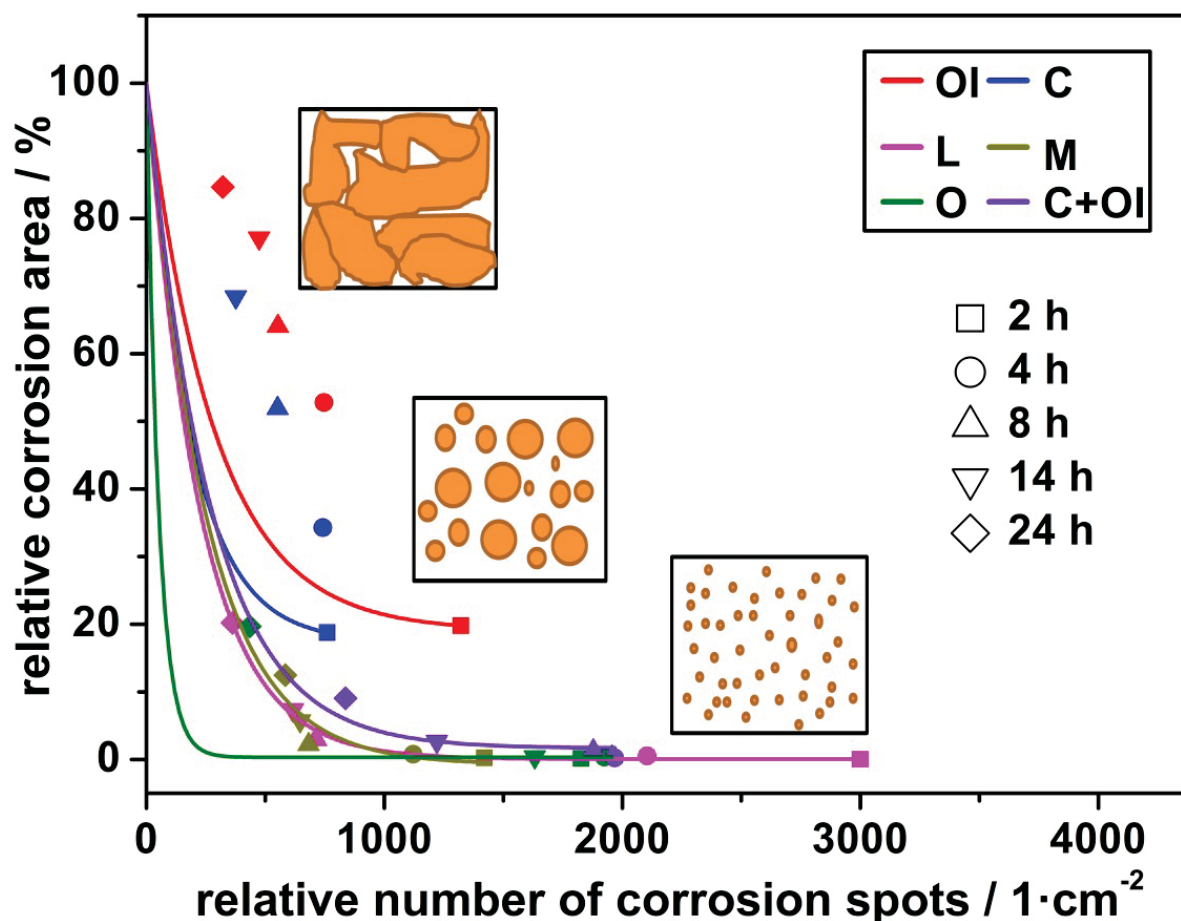 100
80
60
40
20
0
relative corrosion area / %
OI C
L M
O C+OI
2 h
4 h
8 h
14 h
24 h
0 1000 2000 3000 4000
relative number of corrosion spots / 1·cm⁻²